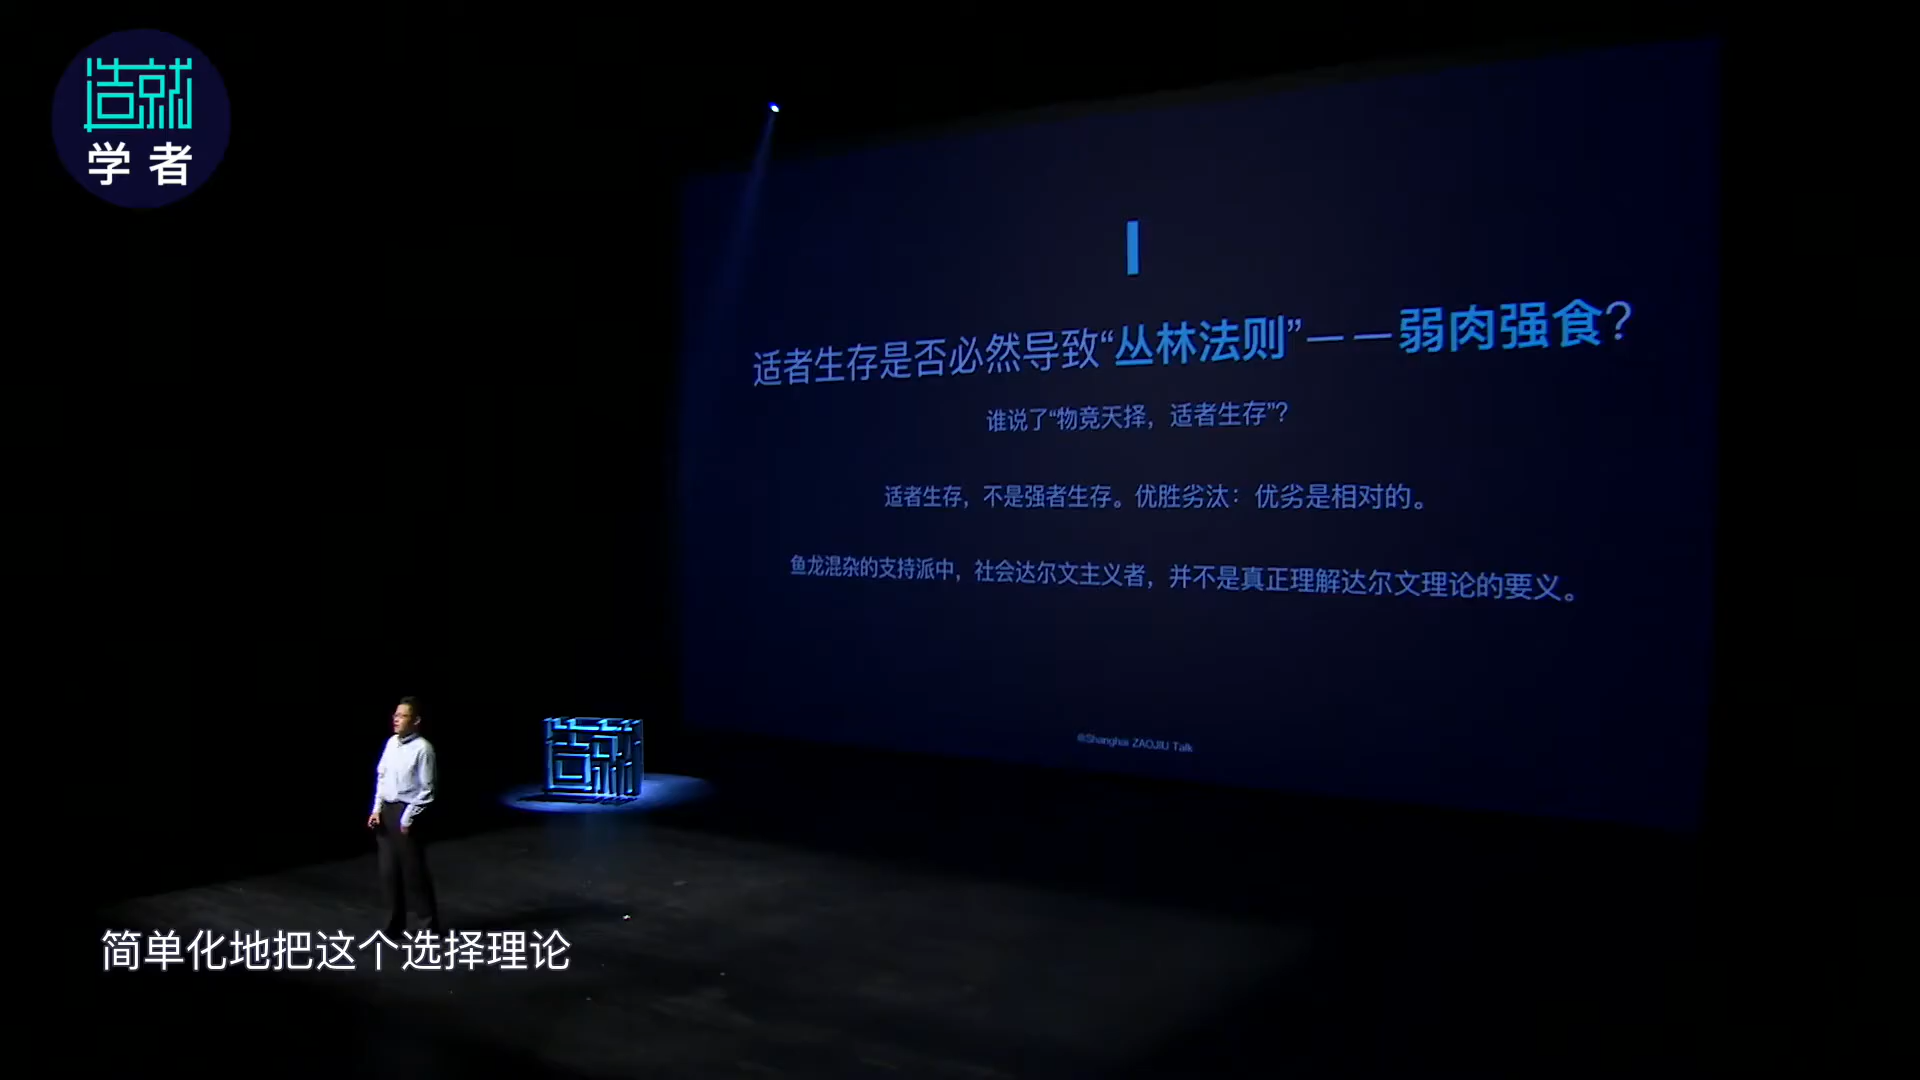 造就
学者
I
适者生存是否必然导致“丛林法则”——弱肉强食？
谁说了“物竞天择，适者生存”？
适者生存，不是强者生存。优胜劣汰：优劣是相对的。
鱼龙混杂的支持派中，社会达尔文主义者，并不是真正理解达尔文理论的要义。
@Shanghai ZAOJIU Talk
造就
简单化地把这个选择理论